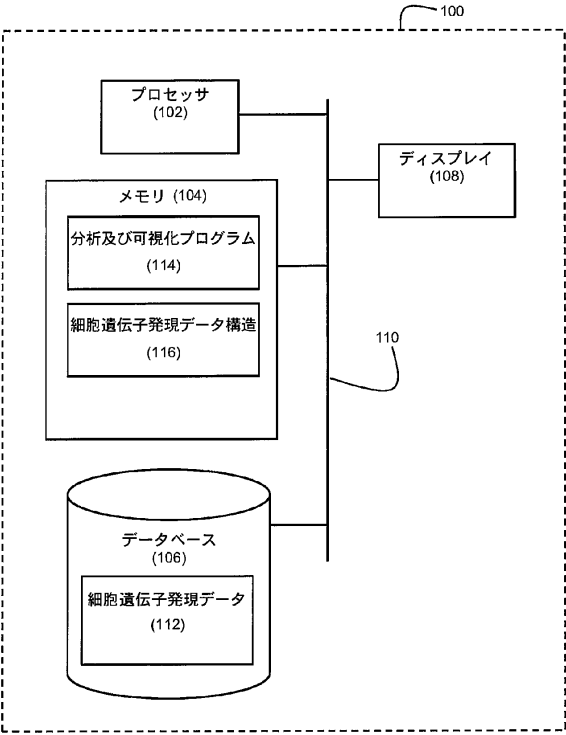 100
プロセッサ
(102)
ディスプレイ
(108)
メモリ (104)
分析及び可視化プログラム
(114)
細胞遺伝子発現データ構造
(116)
110
データベース
(106)
細胞遺伝子発現データ
(112)